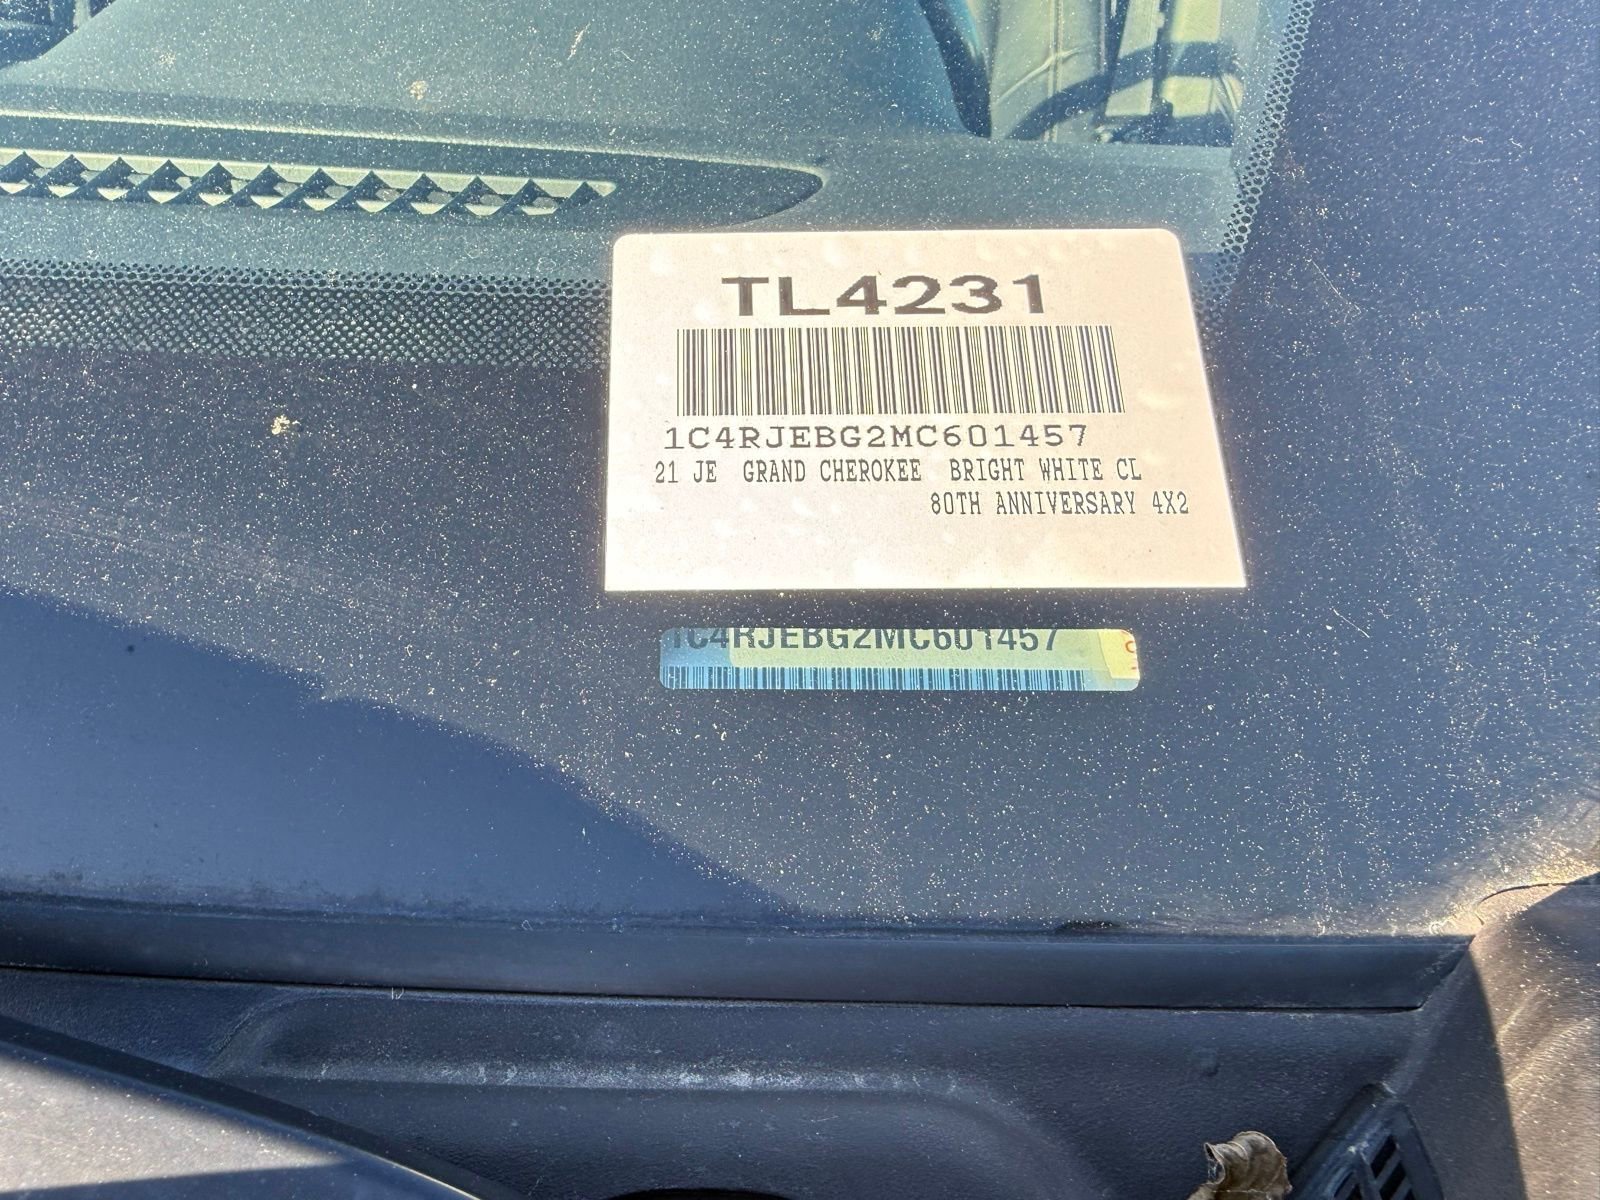 TL4231
1C4RJEBG2MC601457
21 JE GRAND CHEROKEE BRIGHT WHITE CL
80TH ANNIVERSARY 4X2
1C4RJEBG2MC601457